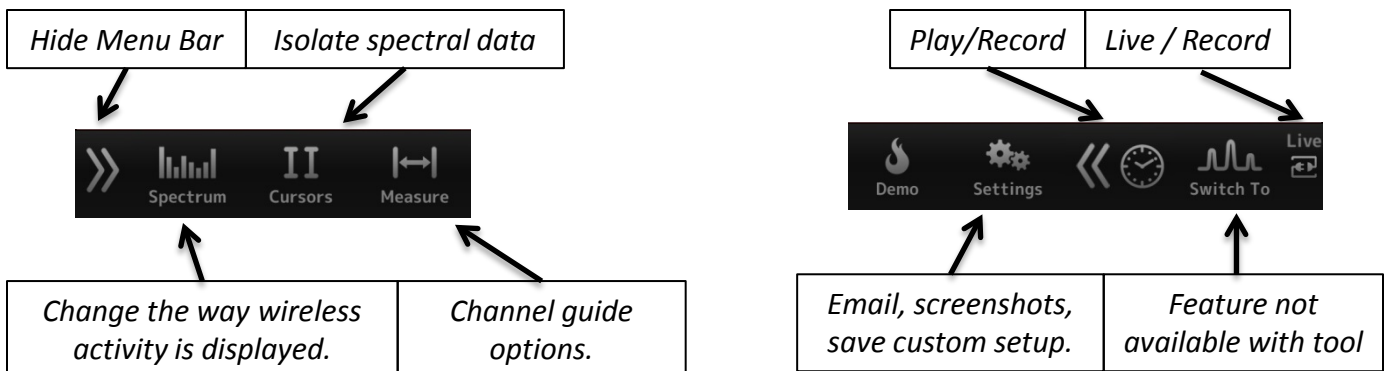 Hide Menu Bar
Isolate spectral data
Play/Record
Live / Record
Spectrum
Cursors
Measure
Demo
Settings
Switch To
Live
Change the way wireless
activity is displayed.
Channel guide
options.
Email, screenshots,
save custom setup.
Feature not
available with tool